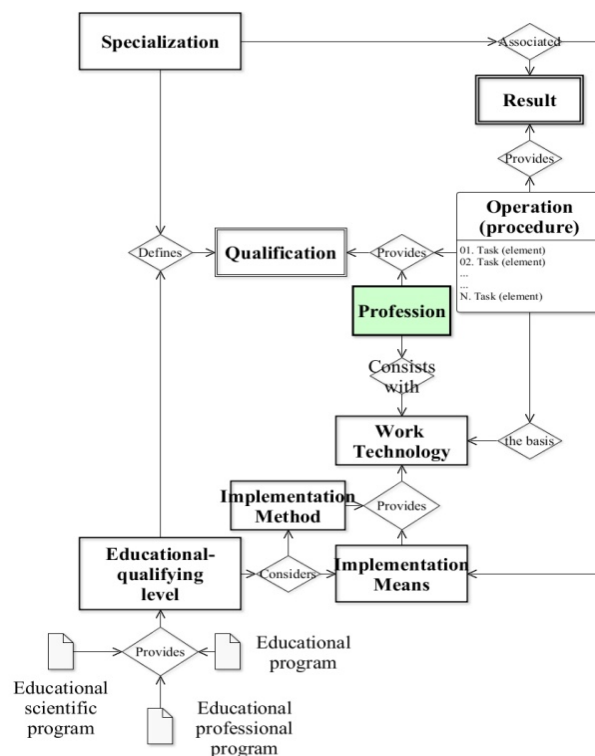 Specialization
Associated
Result
Provides
Operation
(procedure)
01. Task (element)
02. Task (element)
...
...
N. Task (element)
Defines
Qualification
Provides
Profession
Consists
with
Work
Technology
the basis
Implementation
Method
Provides
Educational-
qualifying
level
Considers
Implementation
Means
Provides
Educational
program
Educational
scientific
program
Educational
professional
program